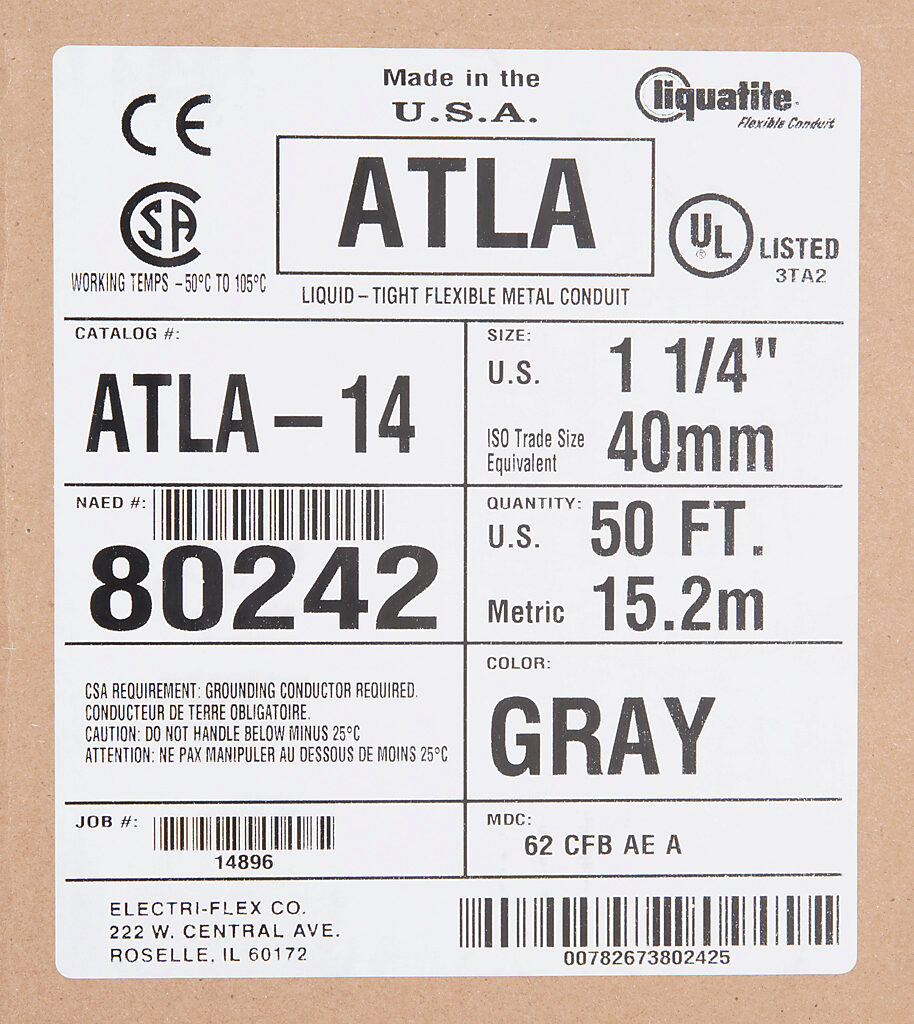 Made in the
U.S.A.
CE
liquatite
Flexible Conduit
ATLA
SA
UL
®
LISTED
3TA2
WORKING TEMPS –50°C TO 105°C
LIQUID – TIGHT FLEXIBLE METAL CONDUIT
CATALOG #:
ATLA – 14
SIZE:
U.S. 1 1/4"
ISO Trade Size
Equivalent 40mm
NAED #:
80242
QUANTITY:
U.S. 50 FT.
Metric 15.2m
CSA REQUIREMENT: GROUNDING CONDUCTOR REQUIRED.
CONDUCTEUR DE TERRE OBLIGATOIRE.
CAUTION: DO NOT HANDLE BELOW MINUS 25°C
ATTENTION: NE PAX MANIPULER AU DESSOUS DE MOINS 25°C
COLOR:
GRAY
JOB #:
14896
MDC:
62 CFB AE A
ELECTRI-FLEX CO.
222 W. CENTRAL AVE.
ROSELLE, IL 60172
00782673802425